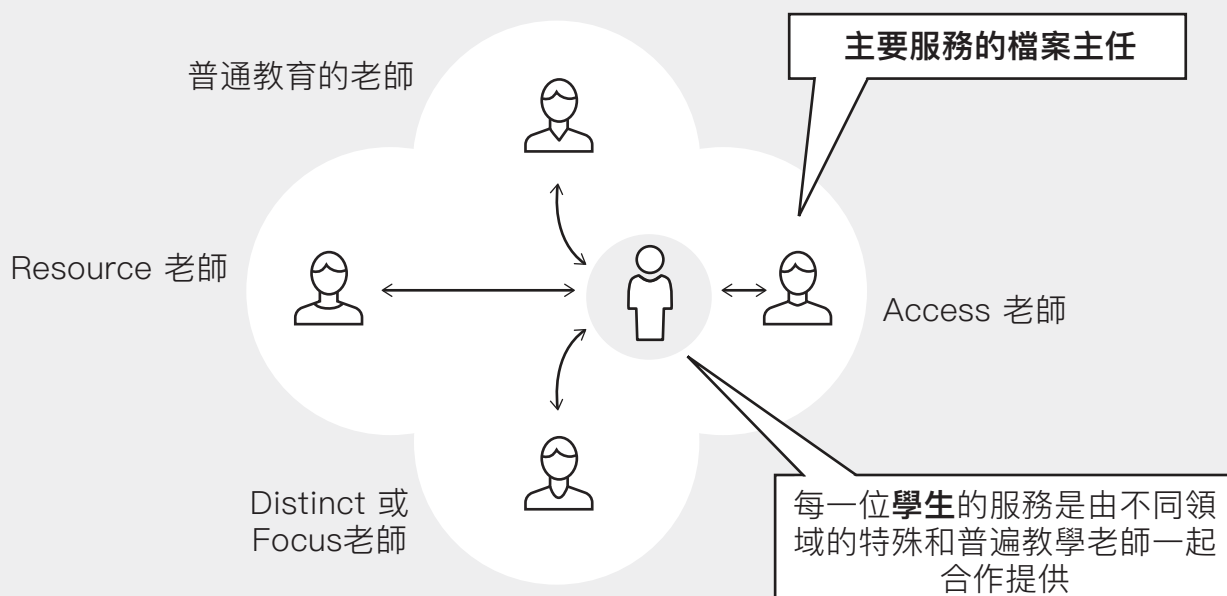 主要服務的檔案主任
普通教育的老師
Resource 老師
Access 老師
Distinct 或
Focus老師
每一位學生的服務是由不同領
域的特殊和普遍教學老師一起
合作提供